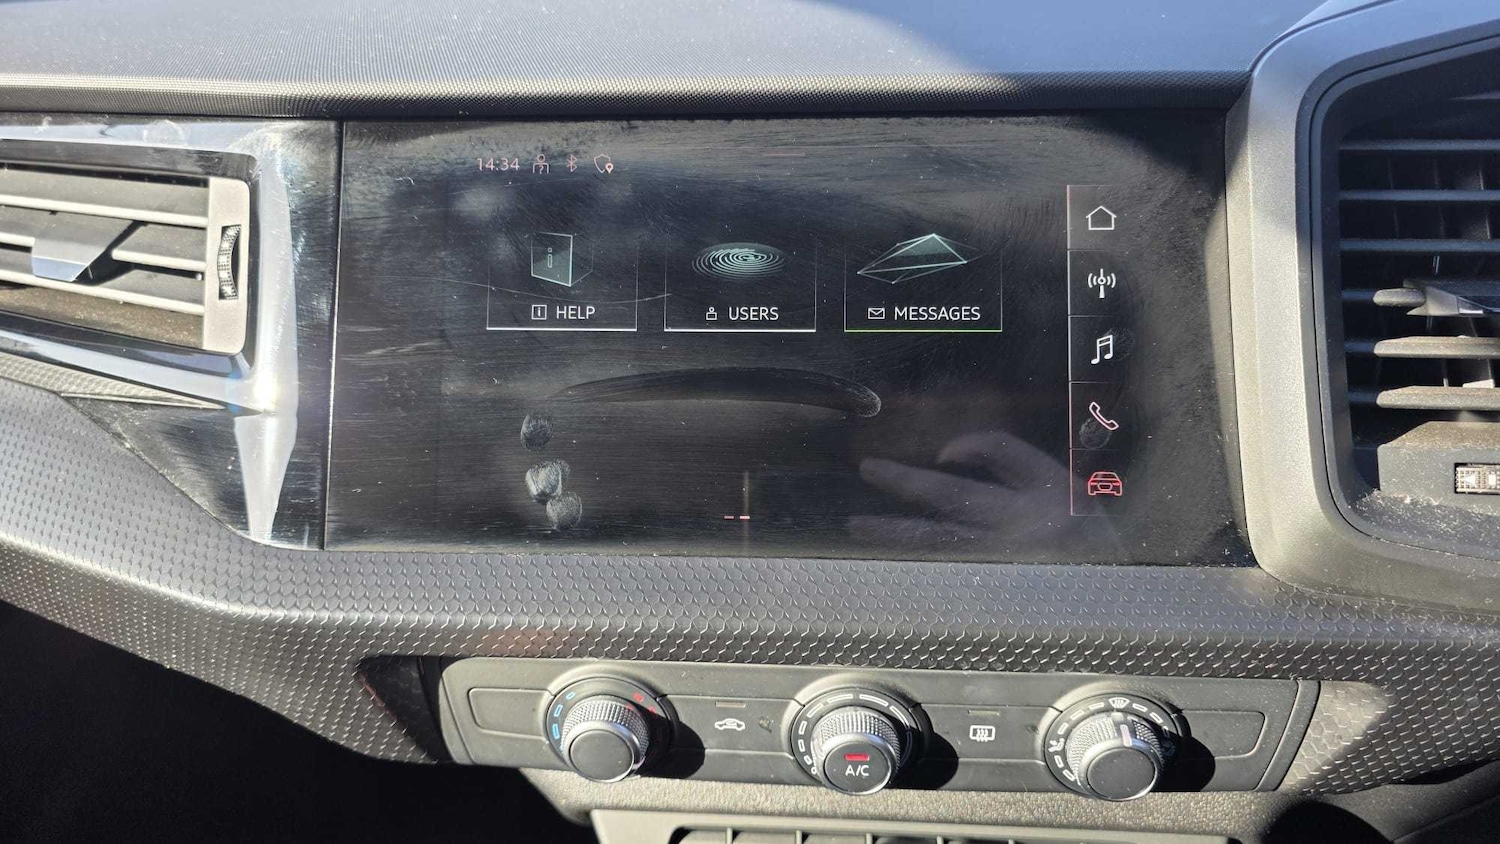 14:34
i
i HELP
USERS
MESSAGES
A/C